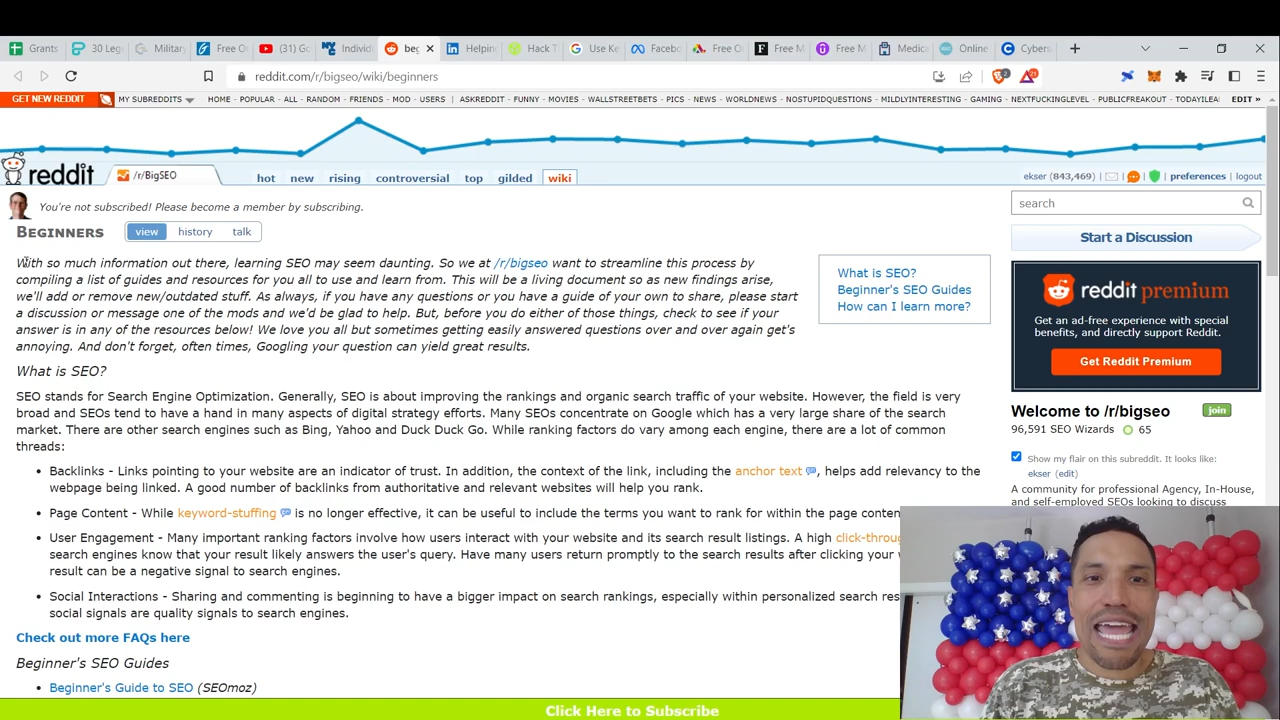 Grants
30 Leg
Military
Free O
(31) Go
Individ
beg
Helpin
Hack T
Use Ke
Facebo
Free O
Free M
Free M
Medica
Online
Cybers
reddit.com/r/bigseo/wiki/beginners
2
21
GET NEW REDDIT
MY SUBREDDITS
HOME - POPULAR - ALL - RANDOM - FRIENDS - MOD - USERS | ASKREDDIT - FUNNY - MOVIES - WALLSTREETBETS - PICS - NEWS - WORLDNEWS - NOSTUPIDQUESTIONS - MILDLYINTERESTING - GAMING - NEXTFUCKINGLEVEL - PUBLICFREAKOUT - TODAYILEA
EDIT »
reddit
/r/BigSEO
hot new rising controversial top gilded wiki
ekser (843,469) | preferences | logout
You're not subscribed! Please become a member by subscribing.
search
BEGINNERS
view history talk
Start a Discussion
With so much information out there, learning SEO may seem daunting. So we at /r/bigseo want to streamline this process by
compiling a list of guides and resources for you all to use and learn from. This will be a living document so as new findings arise,
we'll add or remove new/outdated stuff. As always, if you have any questions or you have a guide of your own to share, please start
a discussion or message one of the mods and we'd be glad to help. But, before you do either of those things, check to see if your
answer is in any of the resources below! We love you all but sometimes getting easily answered questions over and over again get's
annoying. And don't forget, often times, Googling your question can yield great results.
What is SEO?
Beginner's SEO Guides
How can I learn more?
reddit premium
Get an ad-free experience with special
benefits, and directly support Reddit.
Get Reddit Premium
What is SEO?
SEO stands for Search Engine Optimization. Generally, SEO is about improving the rankings and organic search traffic of your website. However, the field is very
broad and SEOs tend to have a hand in many aspects of digital strategy efforts. Many SEOs concentrate on Google which has a very large share of the search
market. There are other search engines such as Bing, Yahoo and Duck Duck Go. While ranking factors do vary among each engine, there are a lot of common
threads:
Welcome to /r/bigseo join
96,591 SEO Wizards 65
Show my flair on this subreddit. It looks like:
ekser (edit)
A community for professional Agency, In-House,
and self-employed SEOs looking to discuss
• Backlinks - Links pointing to your website are an indicator of trust. In addition, the context of the link, including the anchor text, helps add relevancy to the
webpage being linked. A good number of backlinks from authoritative and relevant websites will help you rank.
• Page Content - While keyword-stuffing is no longer effective, it can be useful to include the terms you want to rank for within the page conten
• User Engagement - Many important ranking factors involve how users interact with your website and its search result listings. A high click-throug
search engines know that your result likely answers the user's query. Have many users return promptly to the search results after clicking your w
result can be a negative signal to search engines.
• Social Interactions - Sharing and commenting is beginning to have a bigger impact on search rankings, especially within personalized search res
social signals are quality signals to search engines.
Check out more FAQs here
Beginner's SEO Guides
• Beginner's Guide to SEO (SEOmoz)
Click Here to Subscribe